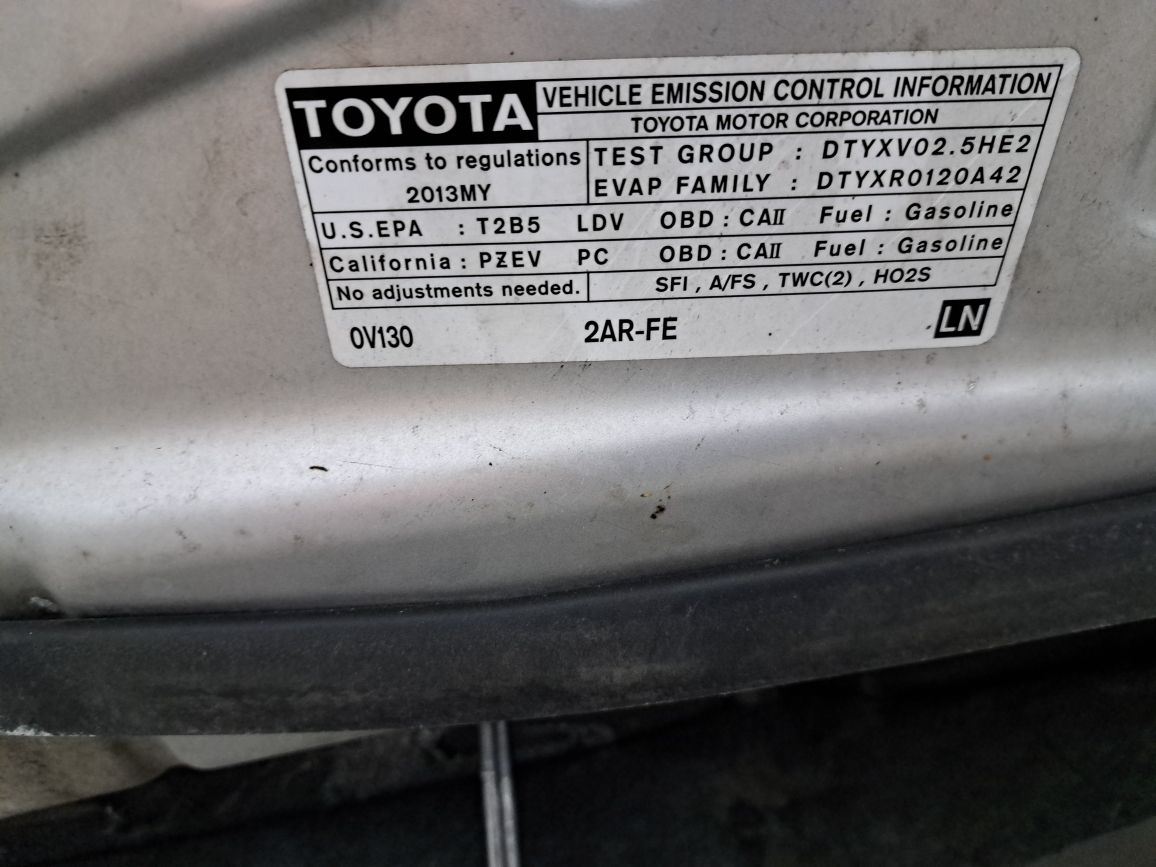 TOYOTA VEHICLE EMISSION CONTROL INFORMATION
TOYOTA MOTOR CORPORATION
Conforms to regulations
2013MY
TEST GROUP : DTYXV02.5HE2
EVAP FAMILY : DTYXR0120A42
U.S.EPA : T2B5 LDV OBD : CAII Fuel : Gasoline
California : PZEV PC OBD : CAII Fuel : Gasoline
No adjustments needed. SFI , A/FS , TWC(2) , HO2S
0V130 2AR-FE LN